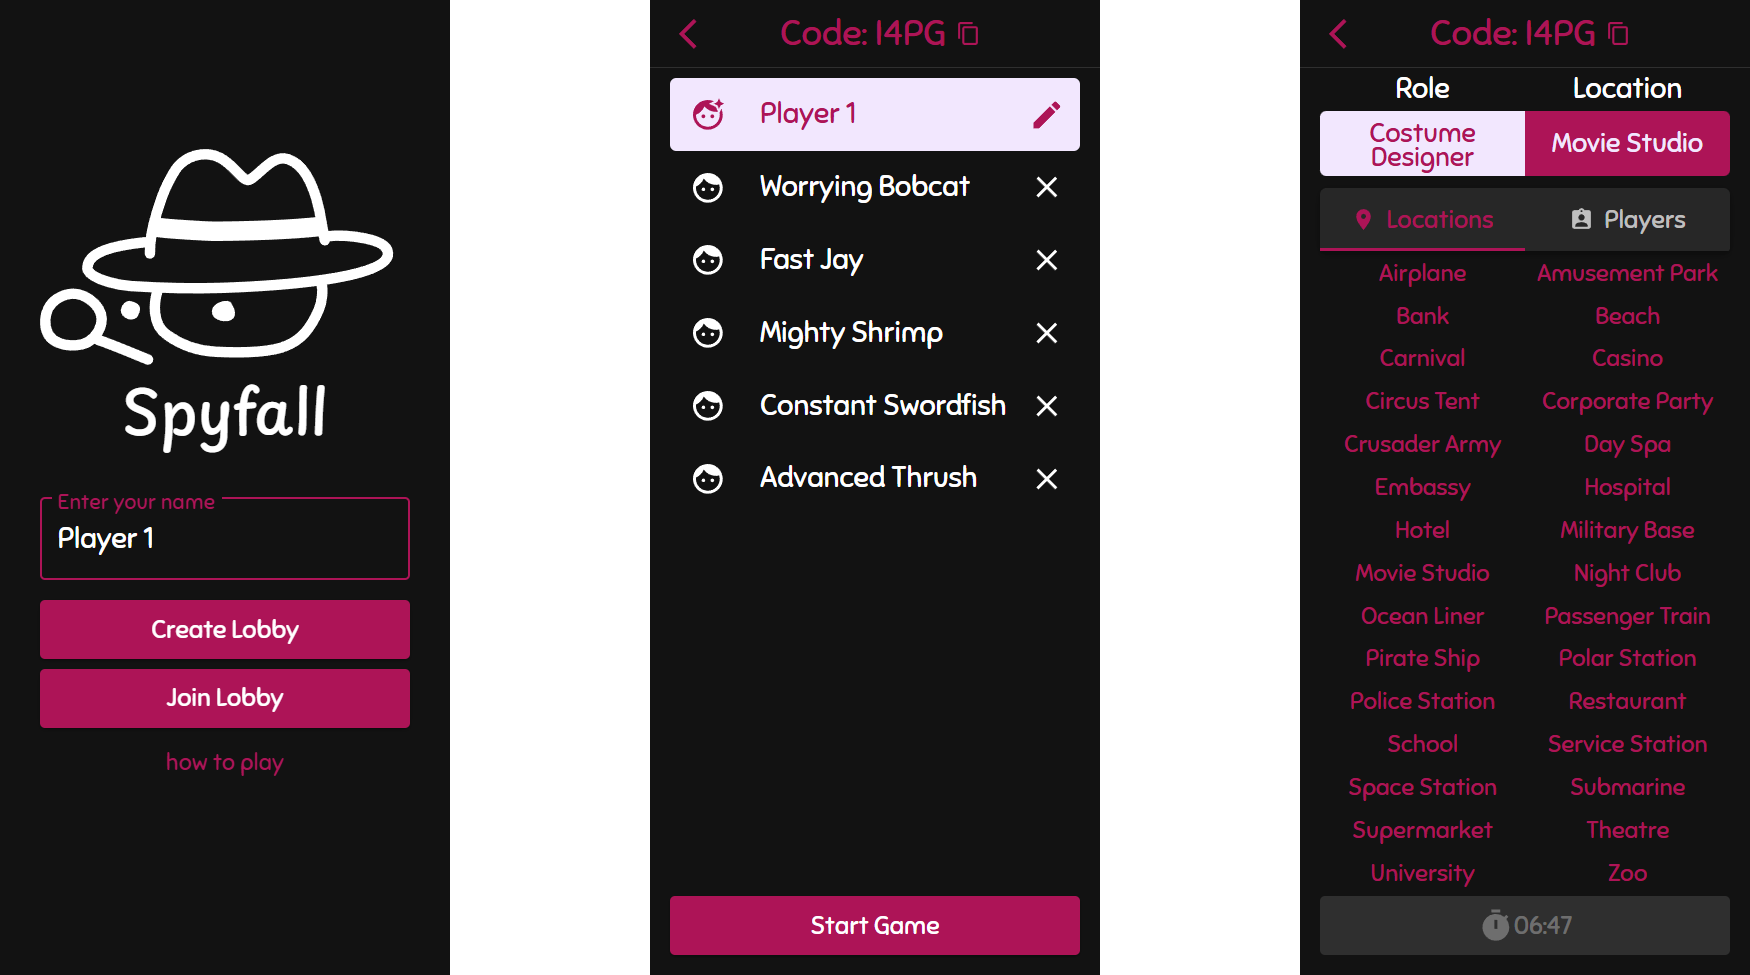 Spyfall
Enter your name
Player 1
Create Lobby
Join Lobby
how to play
Code: I4PG
Player 1
Worrying Bobcat
Fast Jay
Mighty Shrimp
Constant Swordfish
Advanced Thrush
Start Game
Code: I4PG
Role Location
Costume
Designer
Movie Studio
Locations Players
Airplane Amusement Park
Bank Beach
Carnival Casino
Circus Tent Corporate Party
Crusader Army Day Spa
Embassy Hospital
Hotel Military Base
Movie Studio Night Club
Ocean Liner Passenger Train
Pirate Ship Polar Station
Police Station Restaurant
School Service Station
Space Station Submarine
Supermarket Theatre
University Zoo
06:47